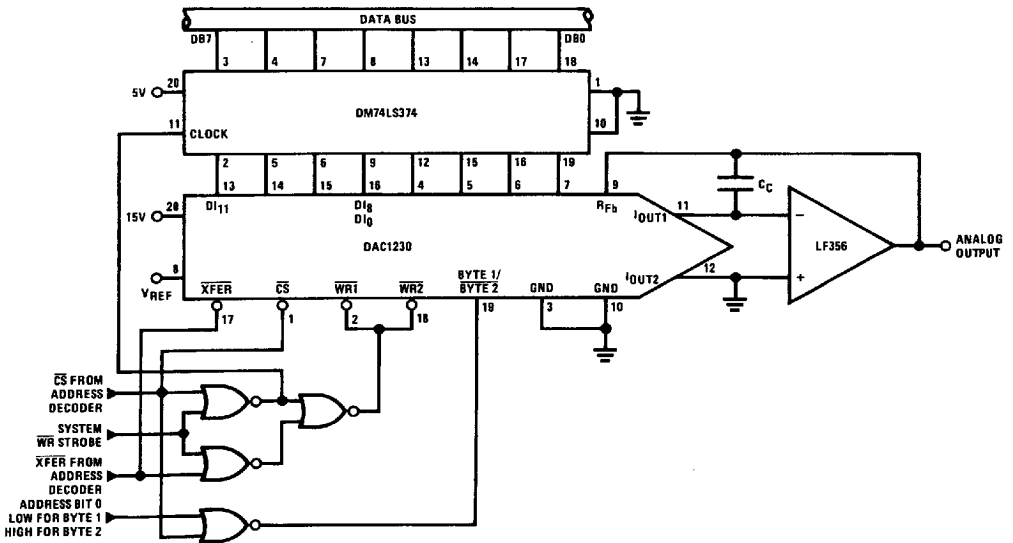 DATA BUS
DB7 DB0
3 4 7 8 13 14 17 18
5V 20 1
DM74LS374
11 CLOCK 10
2 5 6 9 12 15 16 19
13 14 15 16 4 5 6 7 9
DI11 DI8 RFb IOUT1 11 CC
DI0
15V 20
DAC1230 LF356 ANALOG
OUTPUT
VREF 8 IOUT2 12
− +
BYTE 1/
XFER CS WR1 WR2 BYTE 2 GND GND
17 1 2 18 19 3 10
CS FROM
ADDRESS
DECODER
SYSTEM
WR STROBE
XFER FROM
ADDRESS
DECODER
ADDRESS BIT 0
LOW FOR BYTE 1
HIGH FOR BYTE 2